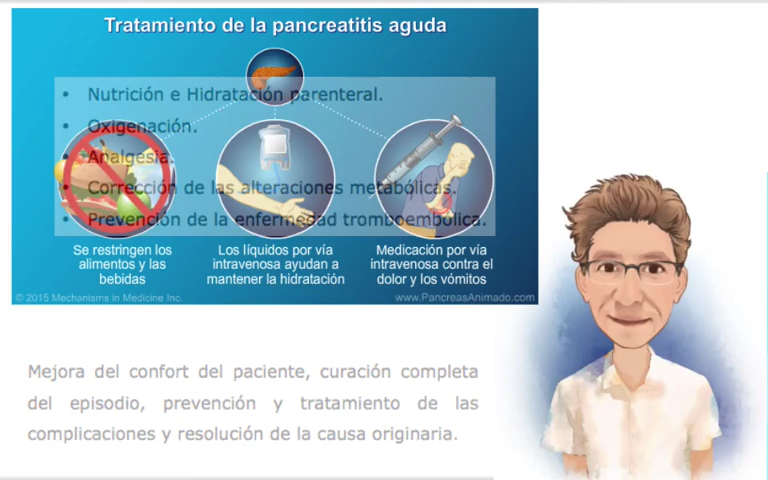 Tratamiento de la pancreatitis aguda
• Nutrición e Hidratación parenteral.
• Oxigenación.
• Analgesia.
• Corrección de las alteraciones metabólicas.
• Prevención de la enfermedad tromboembólica.
Se restringen los
alimentos y las
bebidas
Los líquidos por vía
intravenosa ayudan a
mantener la hidratación
Medicación por vía
intravenosa contra el
dolor y los vómitos
© 2015 Mechanisms in Medicine Inc.
www.PancreasAnimado.com
Mejora del confort del paciente, curación completa
del episodio, prevención y tratamiento de las
complicaciones y resolución de la causa originaria.